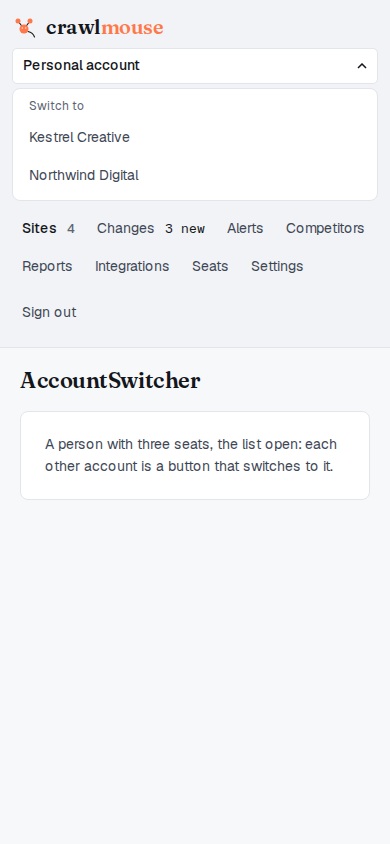 crawlmouse
Personal account
Switch to
Kestrel Creative
Northwind Digital
Sites 4 Changes 3 new Alerts Competitors
Reports Integrations Seats Settings
Sign out
AccountSwitcher
A person with three seats, the list open: each
other account is a button that switches to it.